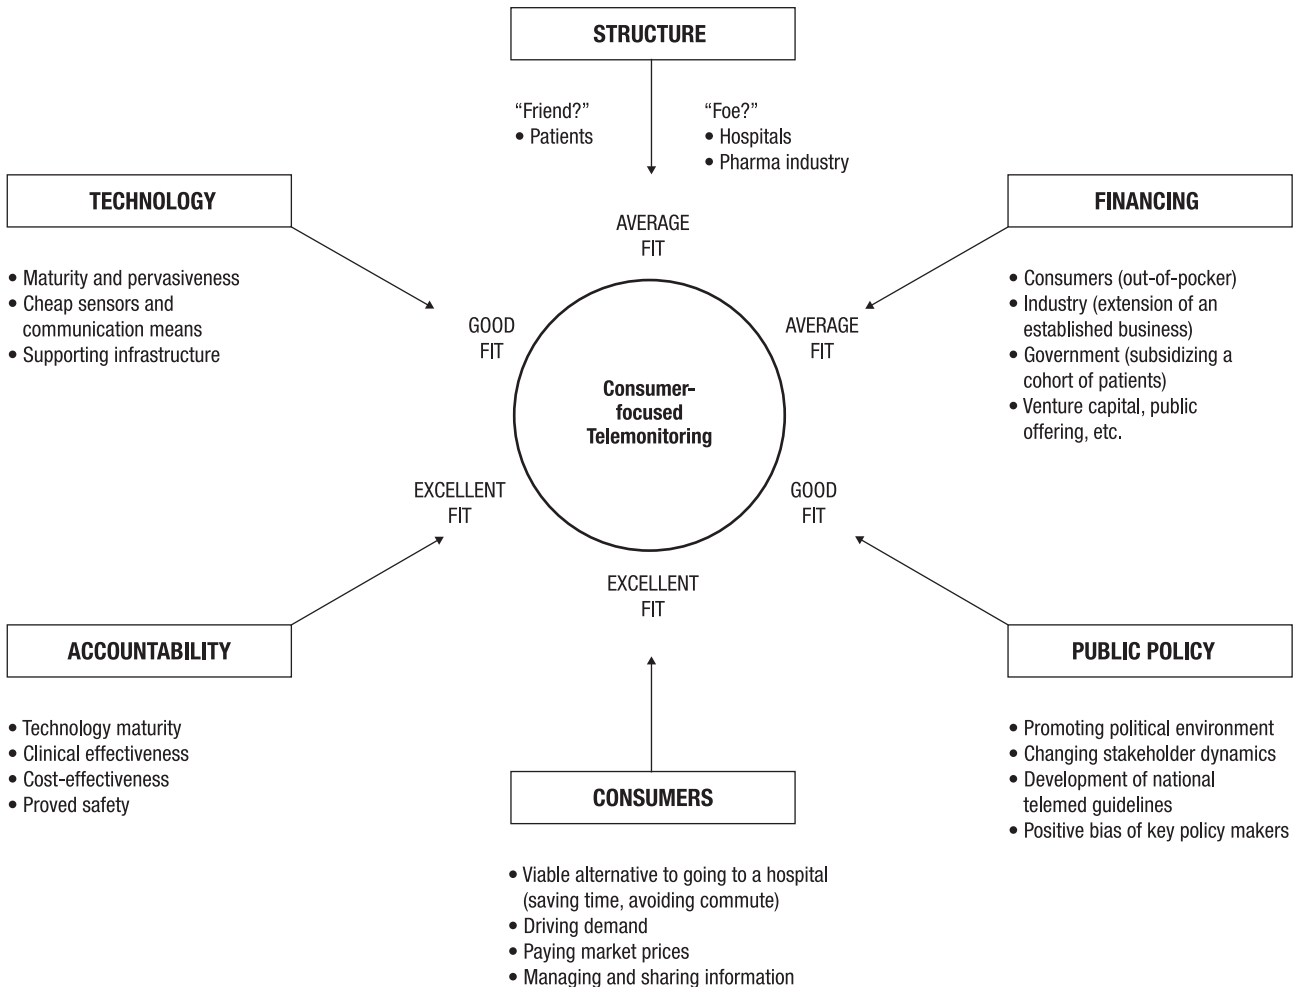 STRUCTURE
“Friend?”
• Patients
“Foe?”
• Hospitals
• Pharma industry
AVERAGE
FIT
TECHNOLOGY
• Maturity and pervasiveness
• Cheap sensors and
communication means
• Supporting infrastructure
GOOD
FIT
FINANCING
• Consumers (out-of-pocker)
• Industry (extension of an
established business)
• Government (subsidizing a
cohort of patients)
• Venture capital, public
offering, etc.
AVERAGE
FIT
Consumer-
focused
Telemonitoring
EXCELLENT
FIT
GOOD
FIT
EXCELLENT
FIT
ACCOUNTABILITY
• Technology maturity
• Clinical effectiveness
• Cost-effectiveness
• Proved safety
PUBLIC POLICY
• Promoting political environment
• Changing stakeholder dynamics
• Development of national
telemed guidelines
• Positive bias of key policy makers
CONSUMERS
• Viable alternative to going to a hospital
(saving time, avoiding commute)
• Driving demand
• Paying market prices
• Managing and sharing information